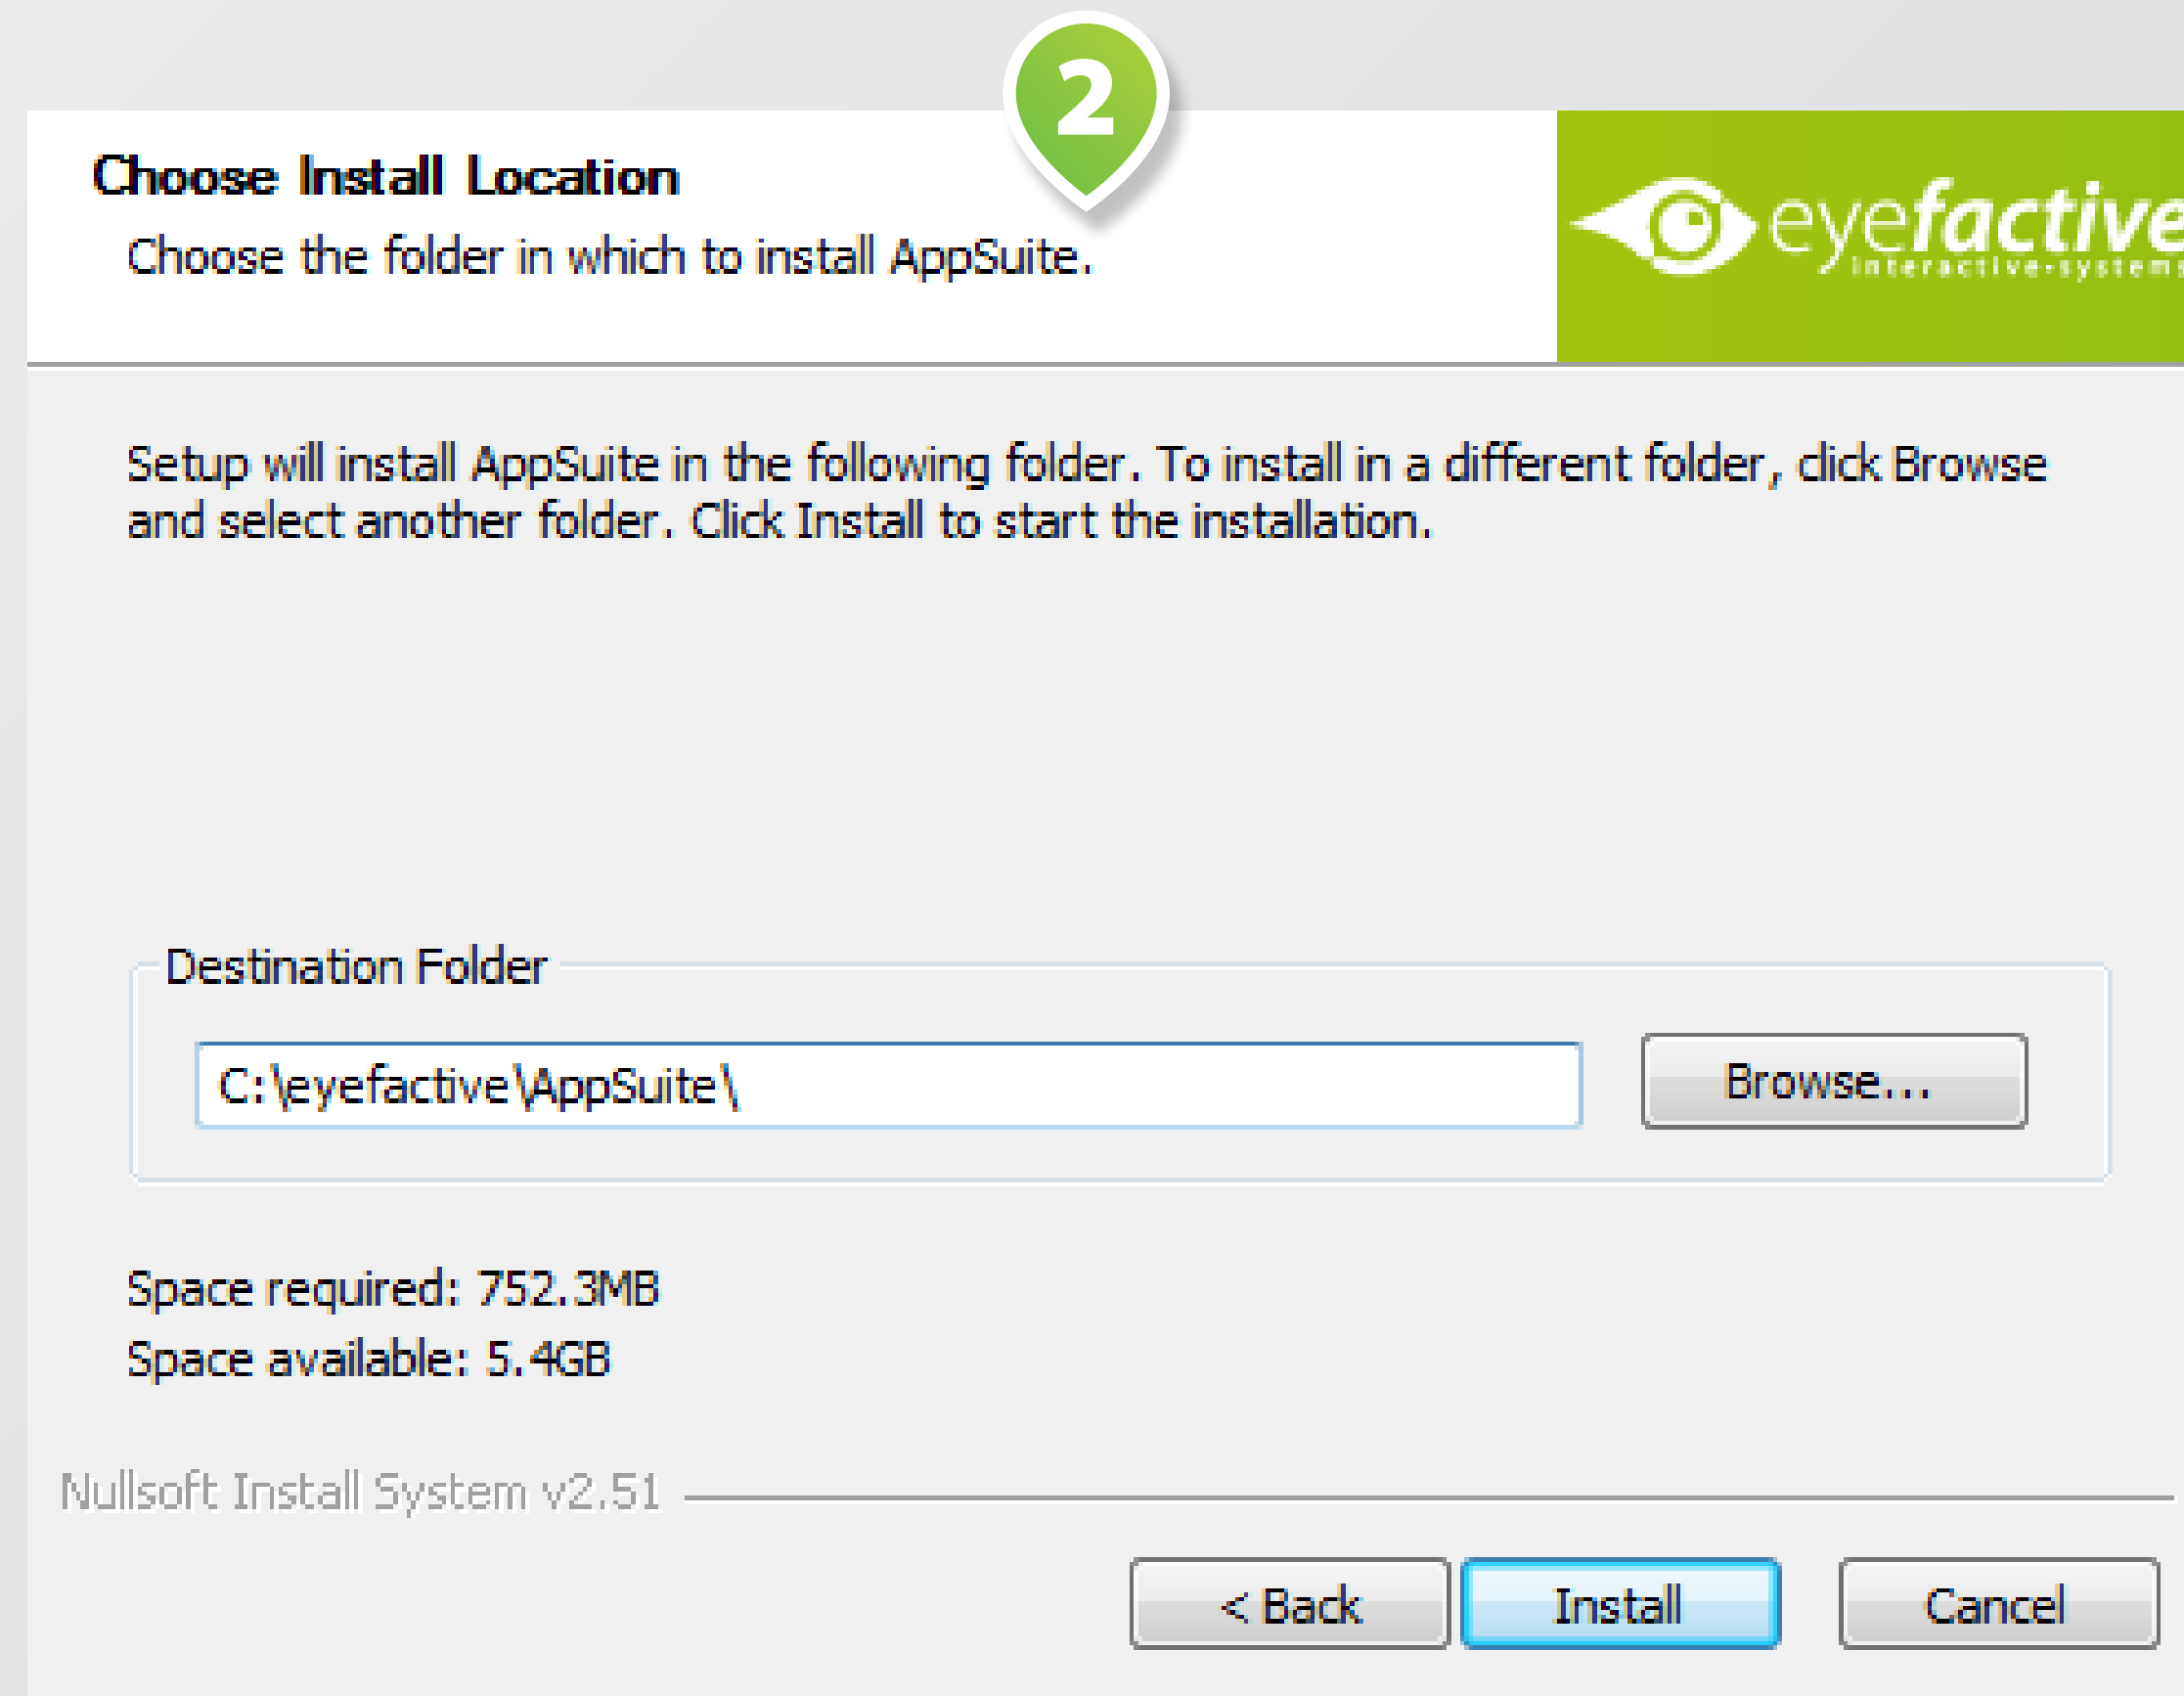 2
Choose Install Location
Choose the folder in which to install AppSuite.
eyefactive
interactive-systems
Setup will install AppSuite in the following folder. To install in a different folder, click Browse
and select another folder. Click Install to start the installation.
Destination Folder
C:\eyefactive\AppSuite\
Browse...
Space required: 752.3MB
Space available: 5.4GB
Nullsoft Install System v2.51
< Back
Install
Cancel